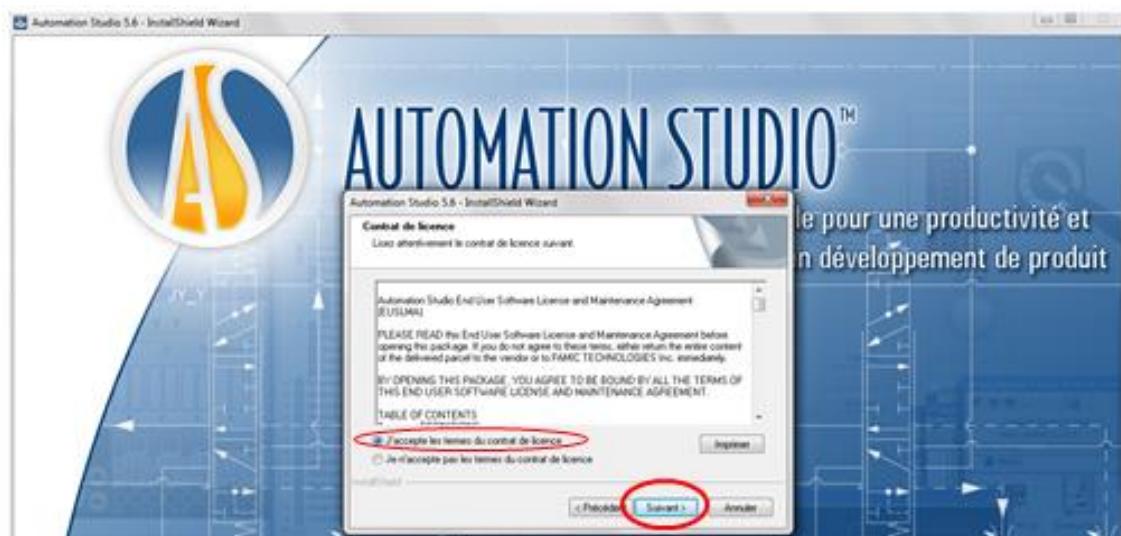 Automation Studio 5.6 - InstallShield Wizard
AS
AUTOMATION STUDIO™
le pour une productivité et
n développement de produit
Automation Studio 5.6 - InstallShield Wizard
Contrat de licence
Lisez attentivement le contrat de licence suivant.
Automation Studio End User Software License and Maintenance Agreement
(EUSLMA)
PLEASE READ this End User Software License and Maintenance Agreement before
opening this package. If you do not agree to these terms, either return the entire content
of the delivered parcel to the vendor or to FAMIC TECHNOLOGIES Inc. immediately.
BY OPENING THIS PACKAGE, YOU AGREE TO BE BOUND BY ALL THE TERMS OF
THIS END USER SOFTWARE LICENSE AND MAINTENANCE AGREEMENT.
TABLE OF CONTENTS
J'accepte les termes du contrat de licence
Imprimer
Je n'accepte pas les termes du contrat de licence
InstallShield
< Précédent
Suivant >
Annuler
JY_Y